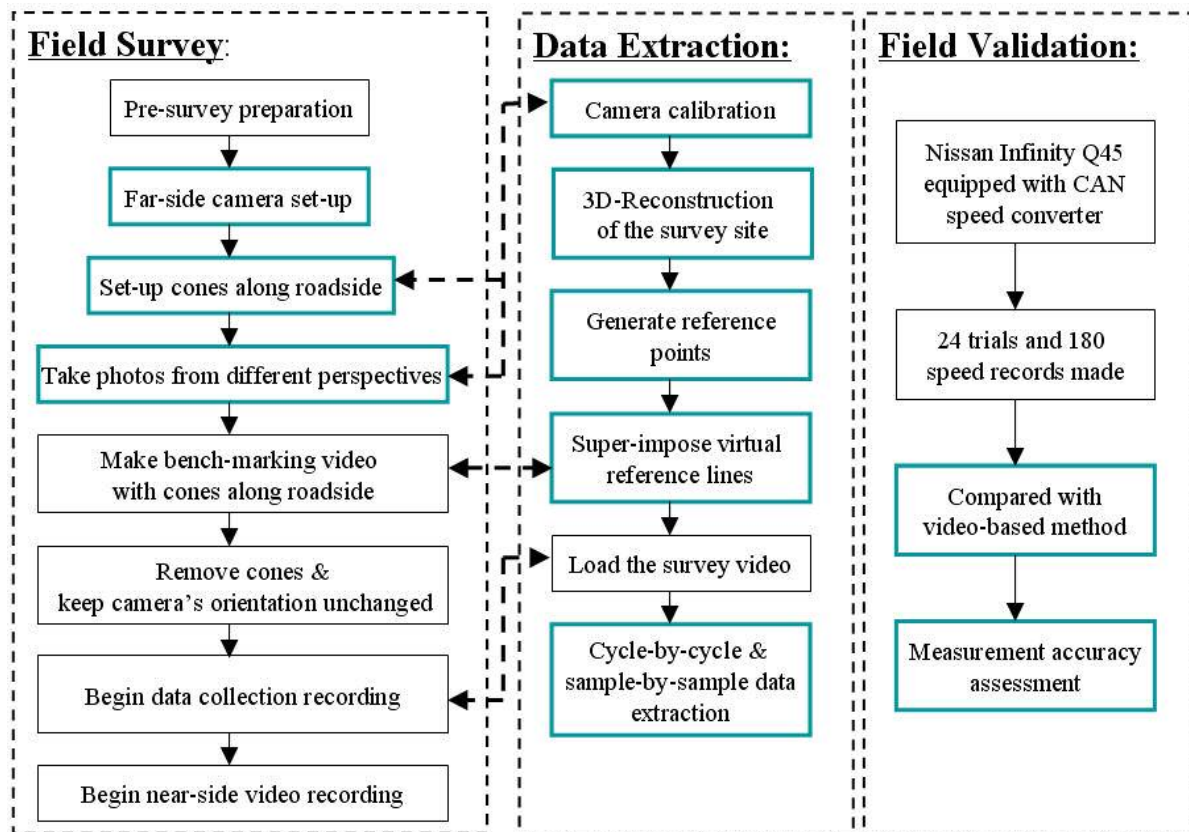 Field Survey:
Pre-survey preparation
Far-side camera set-up
Set-up cones along roadside
Take photos from different perspectives
Make bench-marking video
with cones along roadside
Remove cones &
keep camera's orientation unchanged
Begin data collection recording
Begin near-side video recording
Data Extraction:
Camera calibration
3D-Reconstruction
of the survey site
Generate reference
points
Super-impose virtual
reference lines
Load the survey video
Cycle-by-cycle &
sample-by-sample data
extraction
Field Validation:
Nissan Infinity Q45
equipped with CAN
speed converter
24 trials and 180
speed records made
Compared with
video-based method
Measurement accuracy
assessment